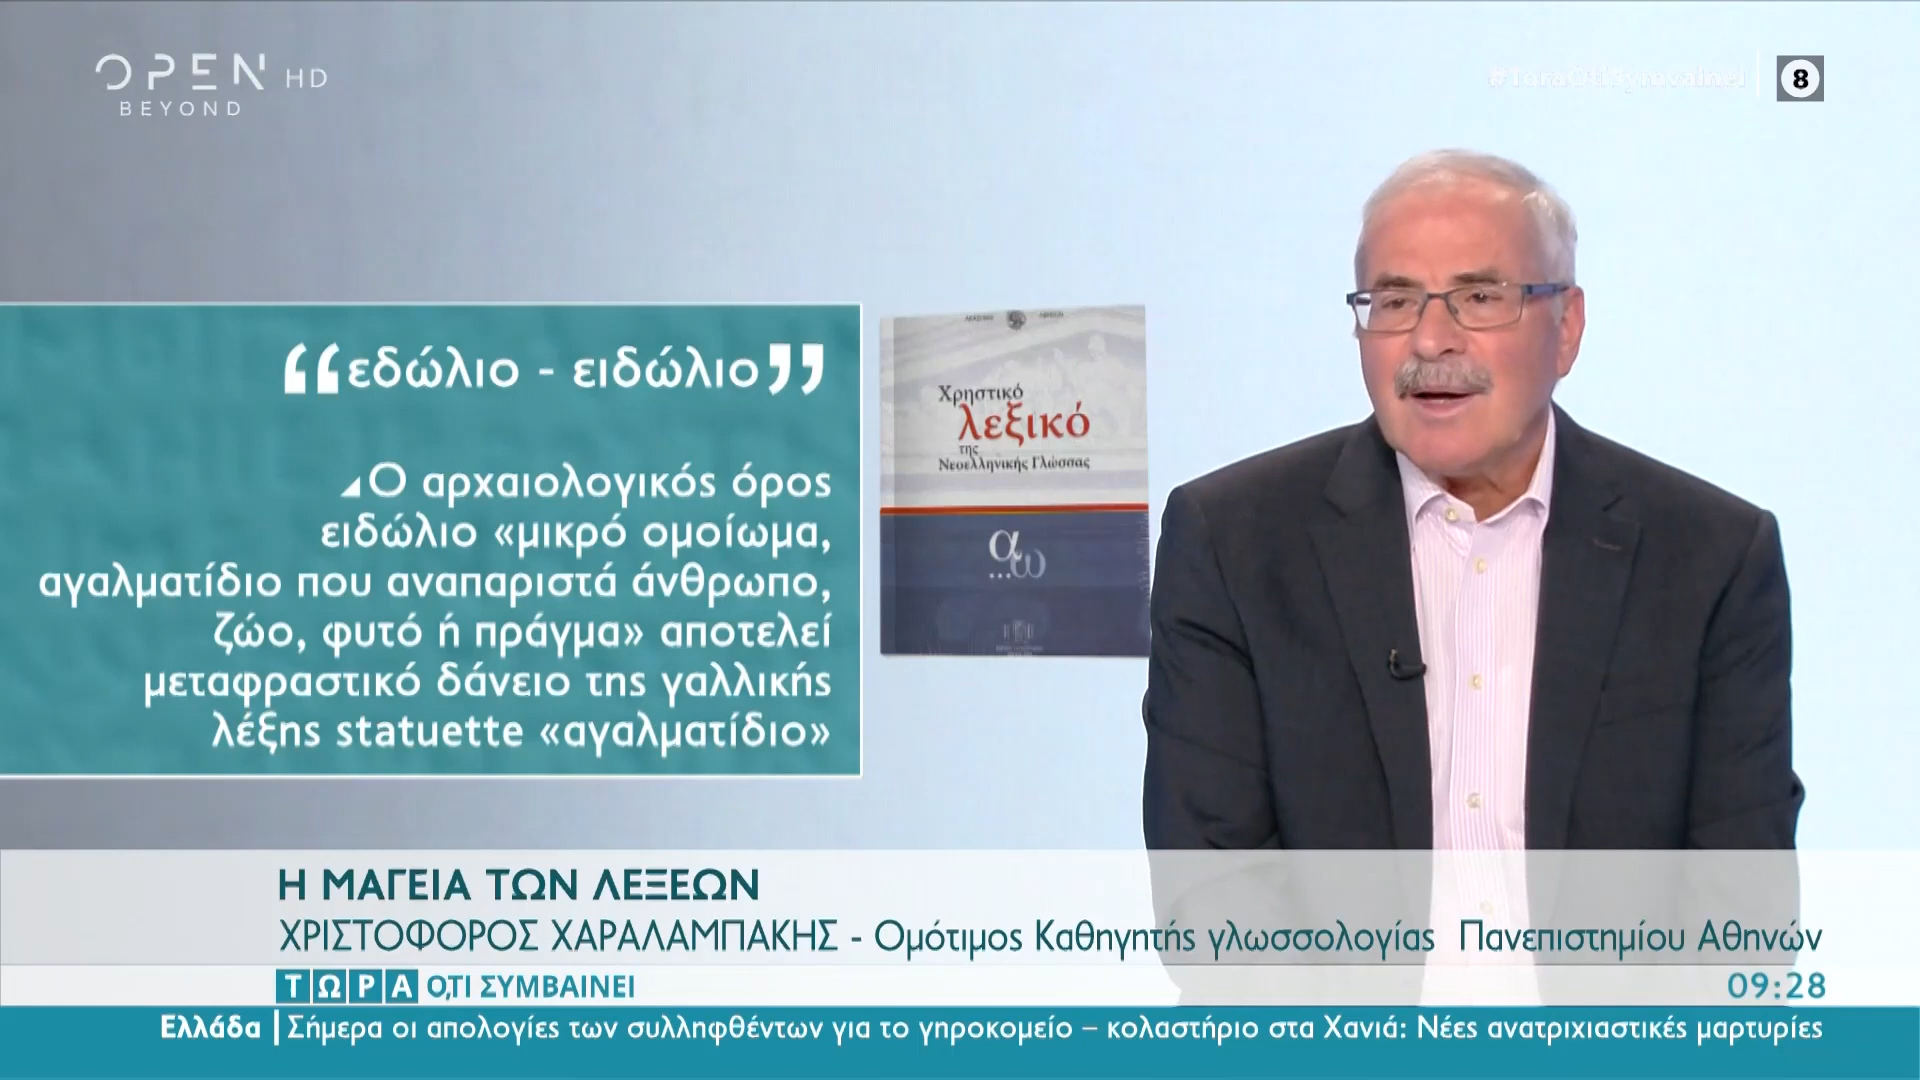 OPEN HD
BEYOND
#ToraOtiSymvainei
8
“εδώλιο - ειδώλιο”
Ο αρχαιολογικός όρος
ειδώλιο «μικρό ομοίωμα,
αγαλματίδιο που αναπαριστά άνθρωπο,
ζώο, φυτό ή πράγμα» αποτελεί
μεταφραστικό δάνειο της γαλλικής
λέξης statuette «αγαλματίδιο»
Χρηστικό
λεξικό
της
Νεοελληνικής Γλώσσας
α...ω
Η ΜΑΓΕΙΑ ΤΩΝ ΛΕΞΕΩΝ
ΧΡΙΣΤΟΦΟΡΟΣ ΧΑΡΑΛΑΜΠΑΚΗΣ - Ομότιμος Καθηγητής γλωσσολογίας Πανεπιστημίου Αθηνών
ΤΩΡΑ Ο,ΤΙ ΣΥΜΒΑΙΝΕΙ
09:28
Ελλάδα | Σήμερα οι απολογίες των συλληφθέντων για το γηροκομείο – κολαστήριο στα Χανιά: Νέες ανατριχιαστικές μαρτυρίες